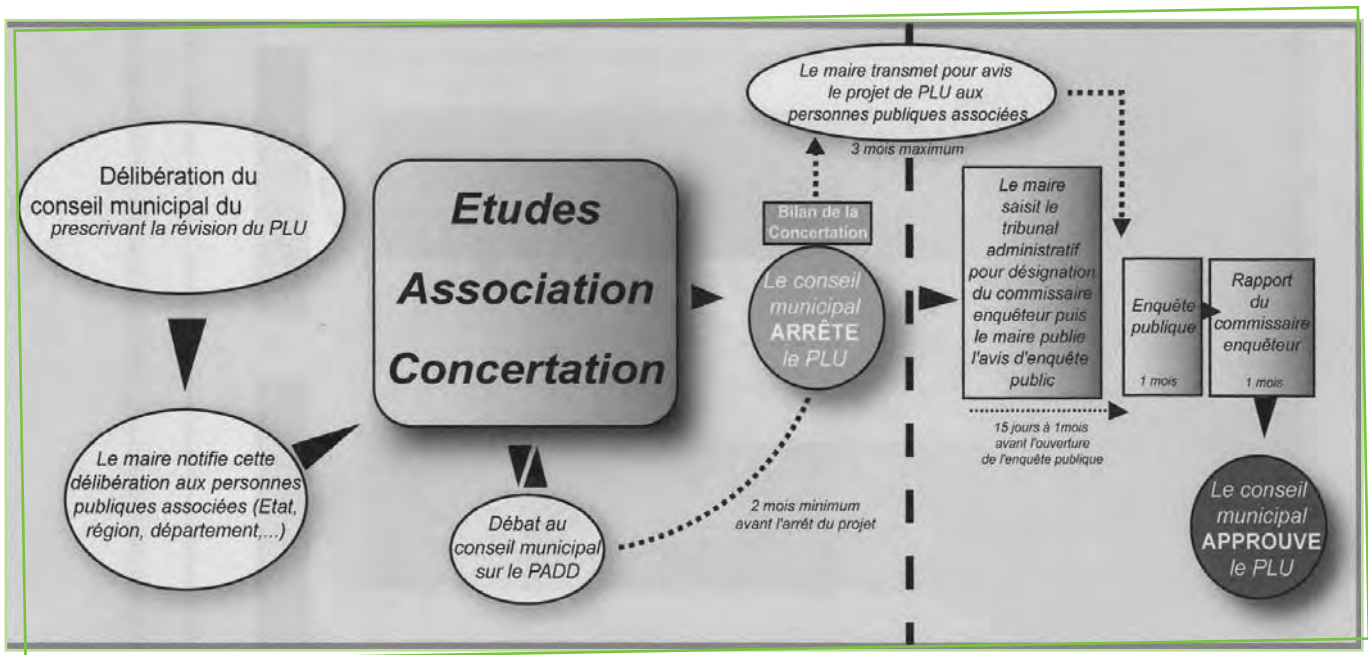 Délibération du
conseil municipal du
prescrivant la révision du PLU
Le maire notifie cette
délibération aux personnes
publiques associées (Etat,
région, département,...)
Etudes
Association
Concertation
Débat au
conseil municipal
sur le PADD
2 mois minimum
avant l'arrêt du projet
Bilan de la
Concertation
Le conseil
municipal
ARRÊTE
le PLU
Le maire transmet pour avis
le projet de PLU aux
personnes publiques associées
3 mois maximum
Le maire
saisit le
tribunal
administratif
pour désignation
du commissaire
enquêteur puis
le maire publie
l'avis d'enquête
public
15 jours à 1mois
avant l'ouverture
de l'enquête publique
Enquête
publique
1 mois
Rapport
du
commissaire
enquêteur
1 mois
Le conseil
municipal
APPROUVE
le PLU